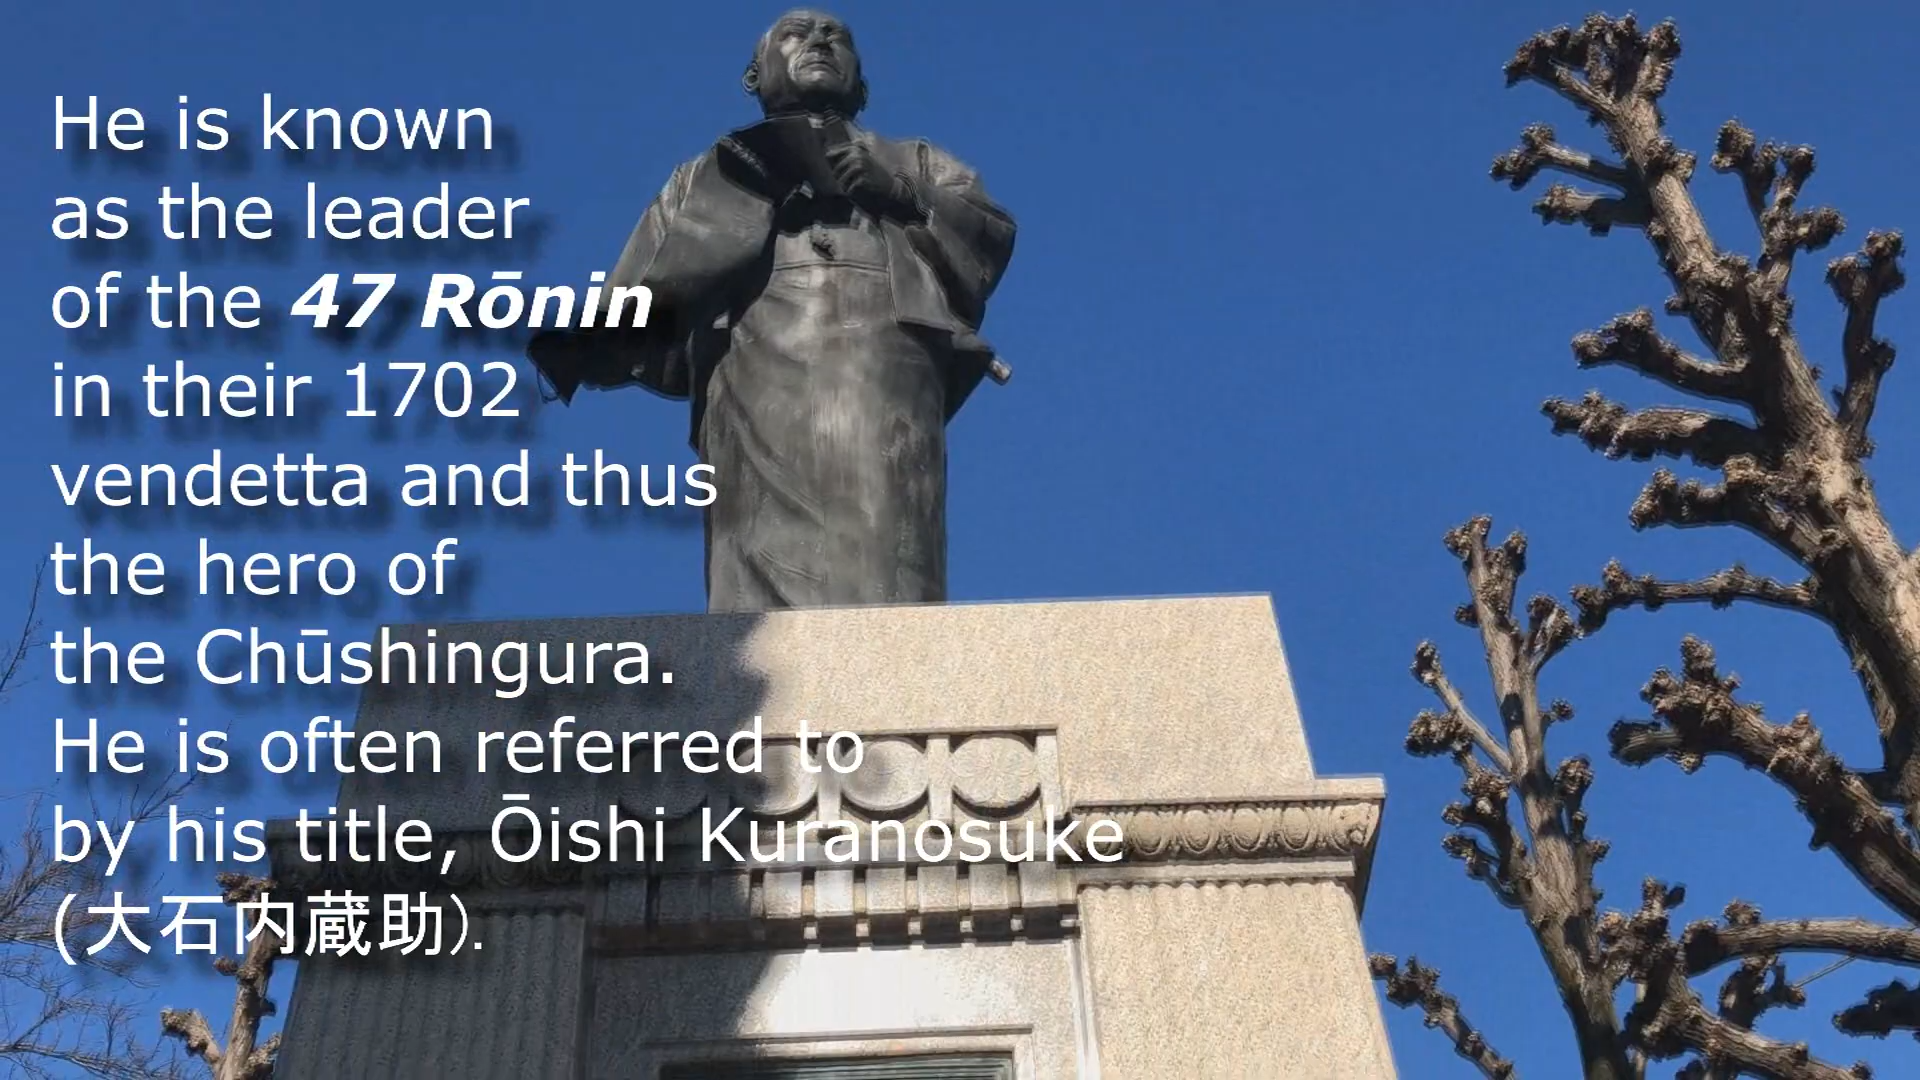 He is known
as the leader
of the 47 Rōnin
in their 1702
vendetta and thus
the hero of
the Chūshingura.
He is often referred to
by his title, Ōishi Kuranosuke
(大石内蔵助).